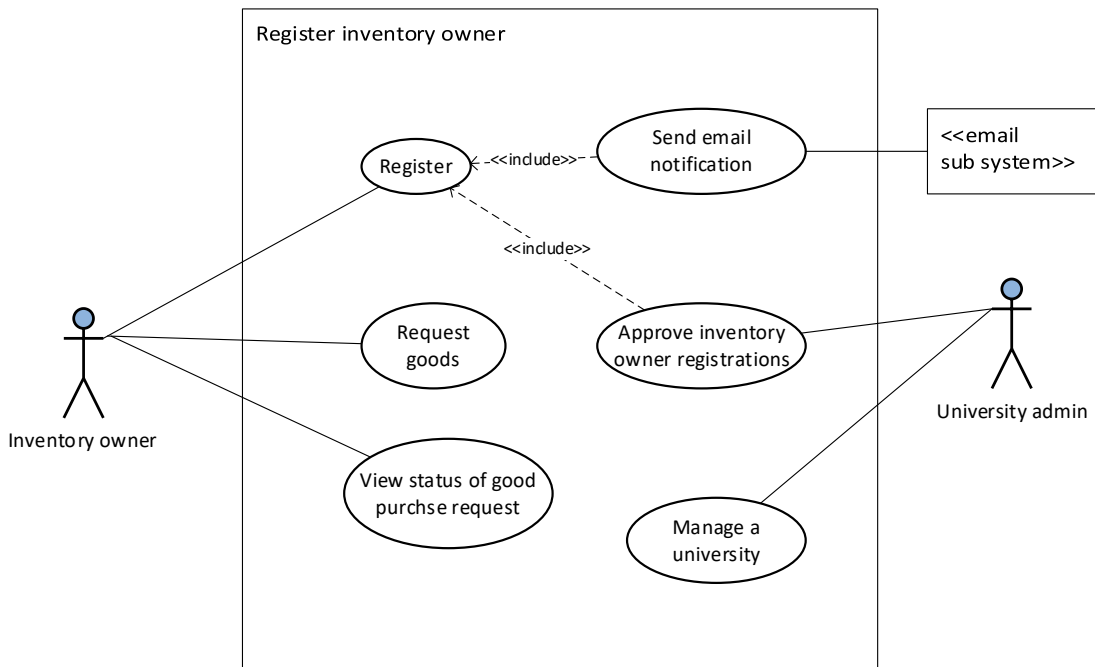 Register inventory owner
Send email
notification
<<email
sub system>>
Register
<<include>>
<<include>>
Request
goods
Approve inventory
owner registrations
Inventory owner
University admin
View status of good
purchse request
Manage a
university